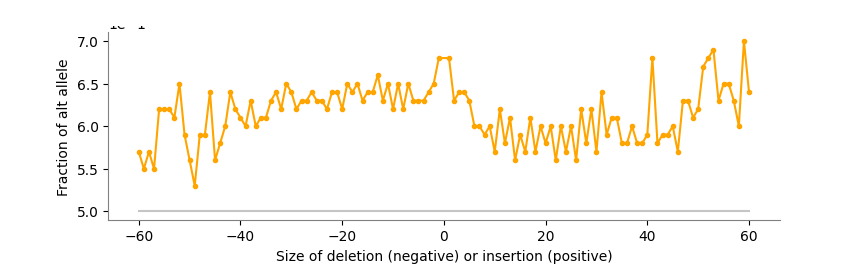 7.0
6.5
6.0
5.5
5.0
Fraction of alt allele
−60 −40 −20 0 20 40 60
Size of deletion (negative) or insertion (positive)